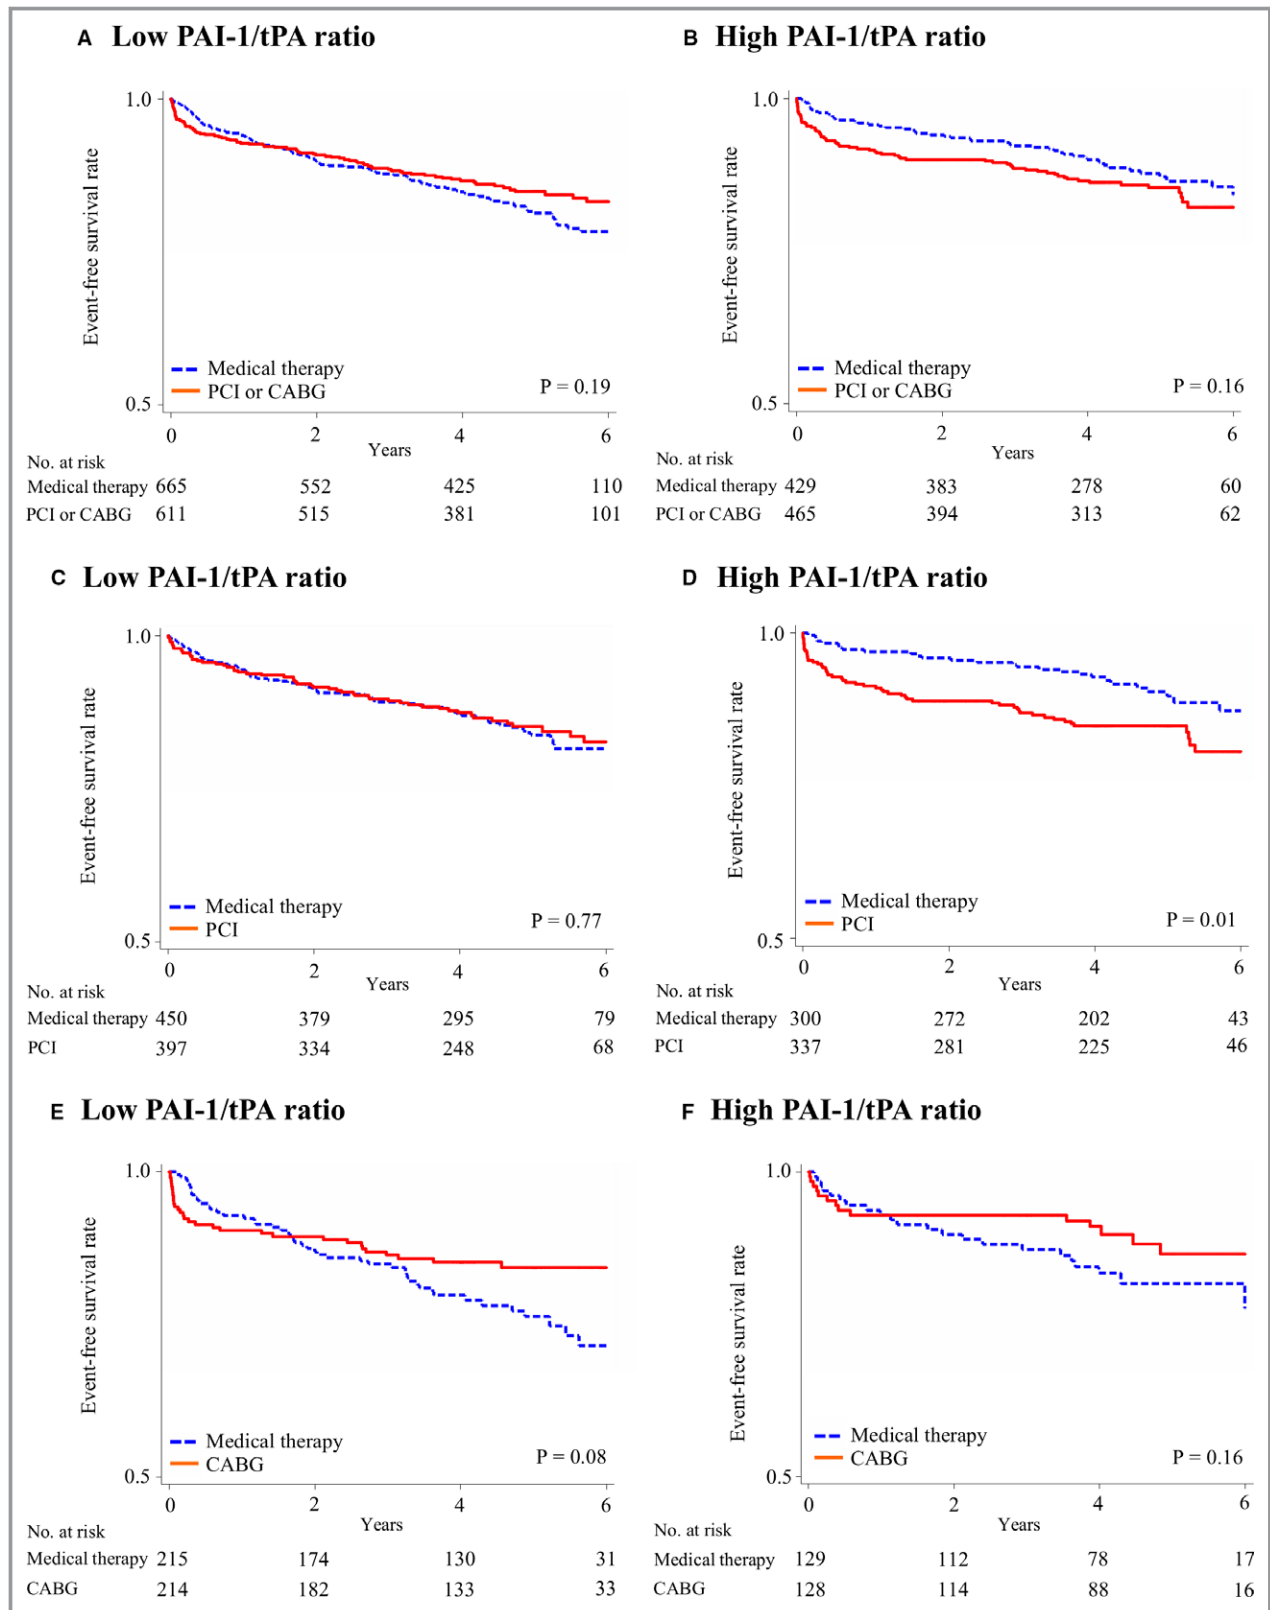 A Low PAI-1/tPA ratio
1.0
Event-free survival rate
Medical therapy
PCI or CABG
P = 0.19
0.5
0 2 4 6
Years
No. at risk
Medical therapy 665 552 425 110
PCI or CABG 611 515 381 101
B High PAI-1/tPA ratio
1.0
Event-free survival rate
Medical therapy
PCI or CABG
P = 0.16
0.5
0 2 4 6
Years
No. at risk
Medical therapy 429 383 278 60
PCI or CABG 465 394 313 62
C Low PAI-1/tPA ratio
1.0
Event-free survival rate
Medical therapy
PCI
P = 0.77
0.5
0 2 4 6
Years
No. at risk
Medical therapy 450 379 295 79
PCI 397 334 248 68
D High PAI-1/tPA ratio
1.0
Event-free survival rate
Medical therapy
PCI
P = 0.01
0.5
0 2 4 6
Years
No. at risk
Medical therapy 300 272 202 43
PCI 337 281 225 46
E Low PAI-1/tPA ratio
1.0
Event-free survival rate
Medical therapy
CABG
P = 0.08
0.5
0 2 4 6
Years
No. at risk
Medical therapy 215 174 130 31
CABG 214 182 133 33
F High PAI-1/tPA ratio
1.0
Event-free survival rate
Medical therapy
CABG
P = 0.16
0.5
0 2 4 6
Years
No. at risk
Medical therapy 129 112 78 17
CABG 128 114 88 16